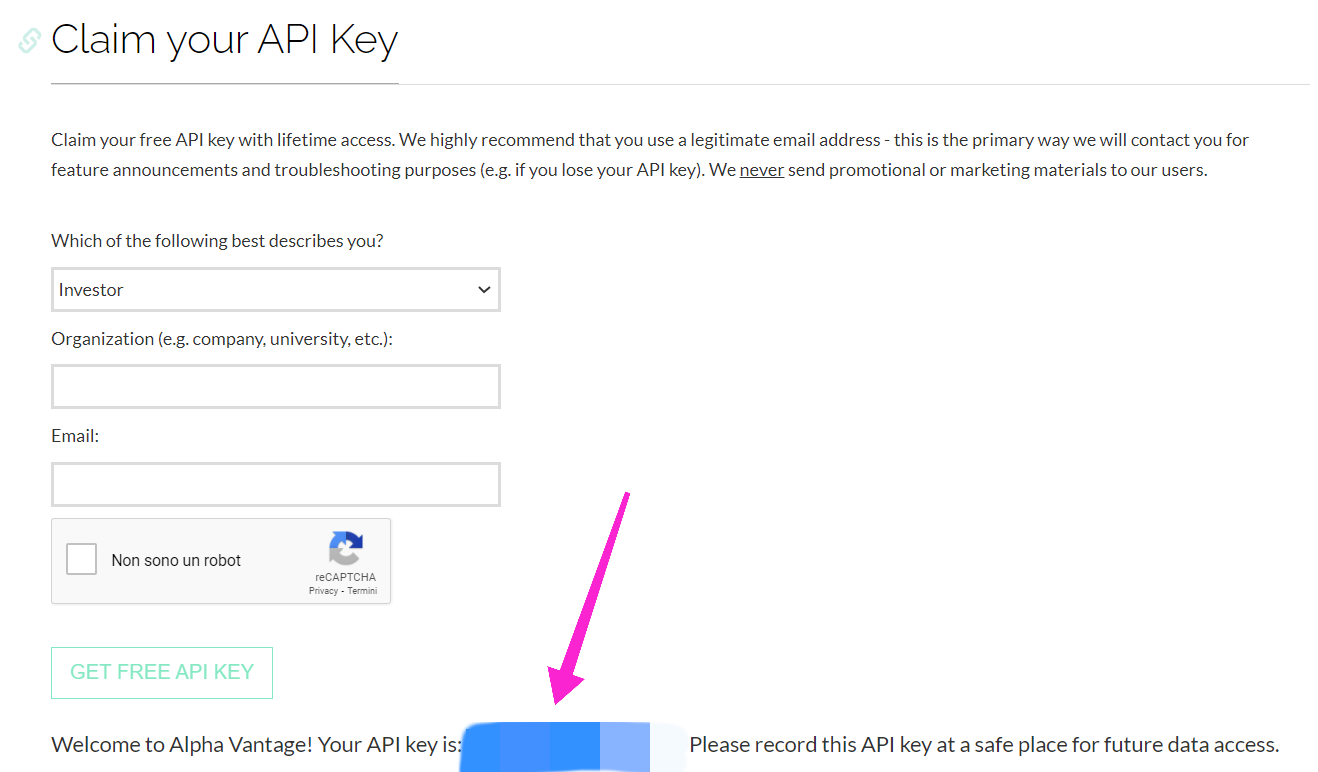 Claim your API Key
Claim your free API key with lifetime access. We highly recommend that you use a legitimate email address - this is the primary way we will contact you for
feature announcements and troubleshooting purposes (e.g. if you lose your API key). We never send promotional or marketing materials to our users.
Which of the following best describes you?
Investor
Organization (e.g. company, university, etc.):
Email:
Non sono un robot
reCAPTCHA
Privacy - Termini
GET FREE API KEY
Welcome to Alpha Vantage! Your API key is: Please record this API key at a safe place for future data access.